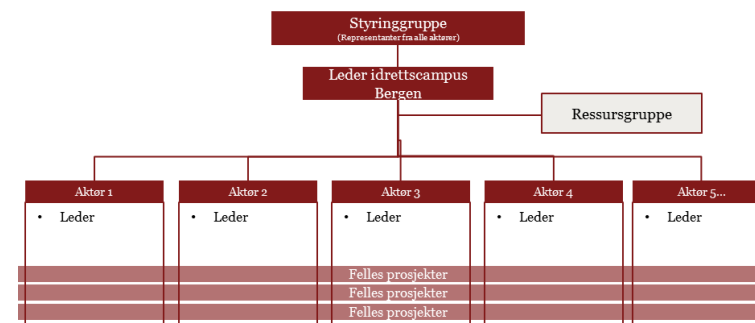 Styringgruppe
(Representanter fra alle aktører)
Leder idrettscampus
Bergen
Ressursgruppe
Aktør 1
Aktør 2
Aktør 3
Aktør 4
Aktør 5...
• Leder
• Leder
• Leder
• Leder
• Leder
Felles prosjekter
Felles prosjekter
Felles prosjekter